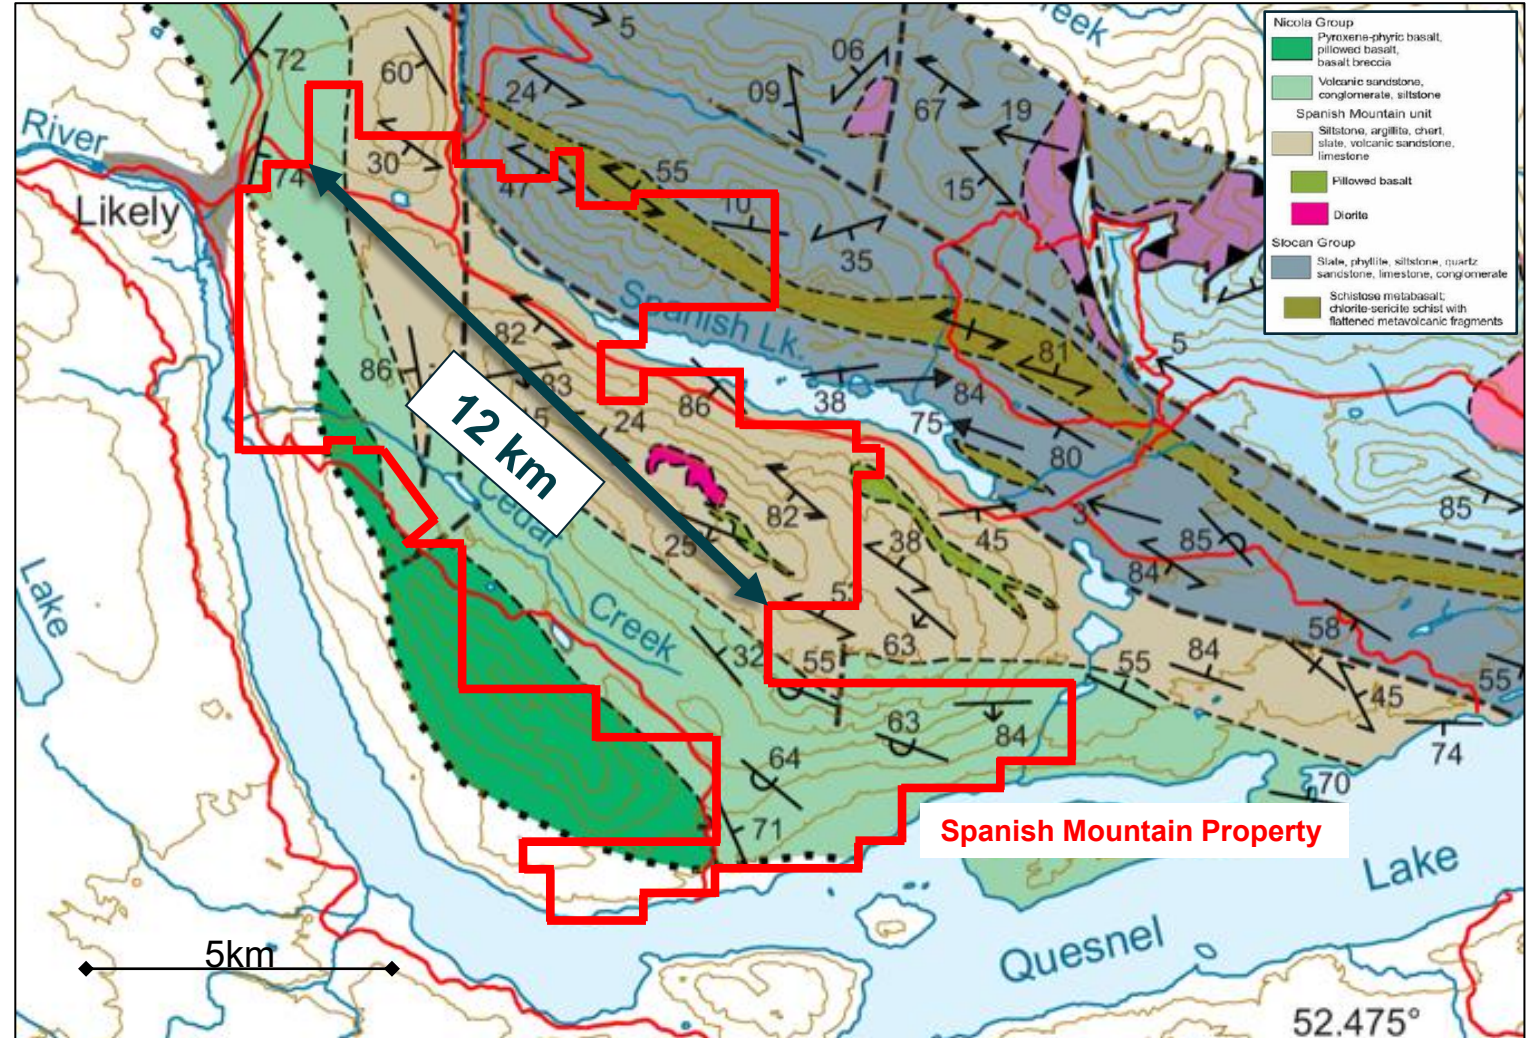 5
reek
72
60
24
09
06
67
19
River
30
74
47
55
10
15
Likely
35
Spanish Lk.
82
83
86
81
5
12 km
24
86
38
84
75
80
85
Cedar
25
82
38
45
3
85
84
Lake
Creek
32
53
63
55
55
84
58
55
45
74
63
84
64
70
71
Spanish Mountain Property
Lake
Quesnel
5km
52.475°
Nicola Group
Pyroxene-phyric basalt,
pillowed basalt,
basalt breccia
Volcanic sandstone,
conglomerate, siltstone
Spanish Mountain unit
Siltstone, argillite, chert,
slate, volcanic sandstone,
limestone
Pillowed basalt
Diorite
Slocan Group
Slate, phyllite, siltstone, quartz
sandstone, limestone, conglomerate
Schistose metabasalt;
chlorite-sericite schist with
flattened metavolcanic fragments